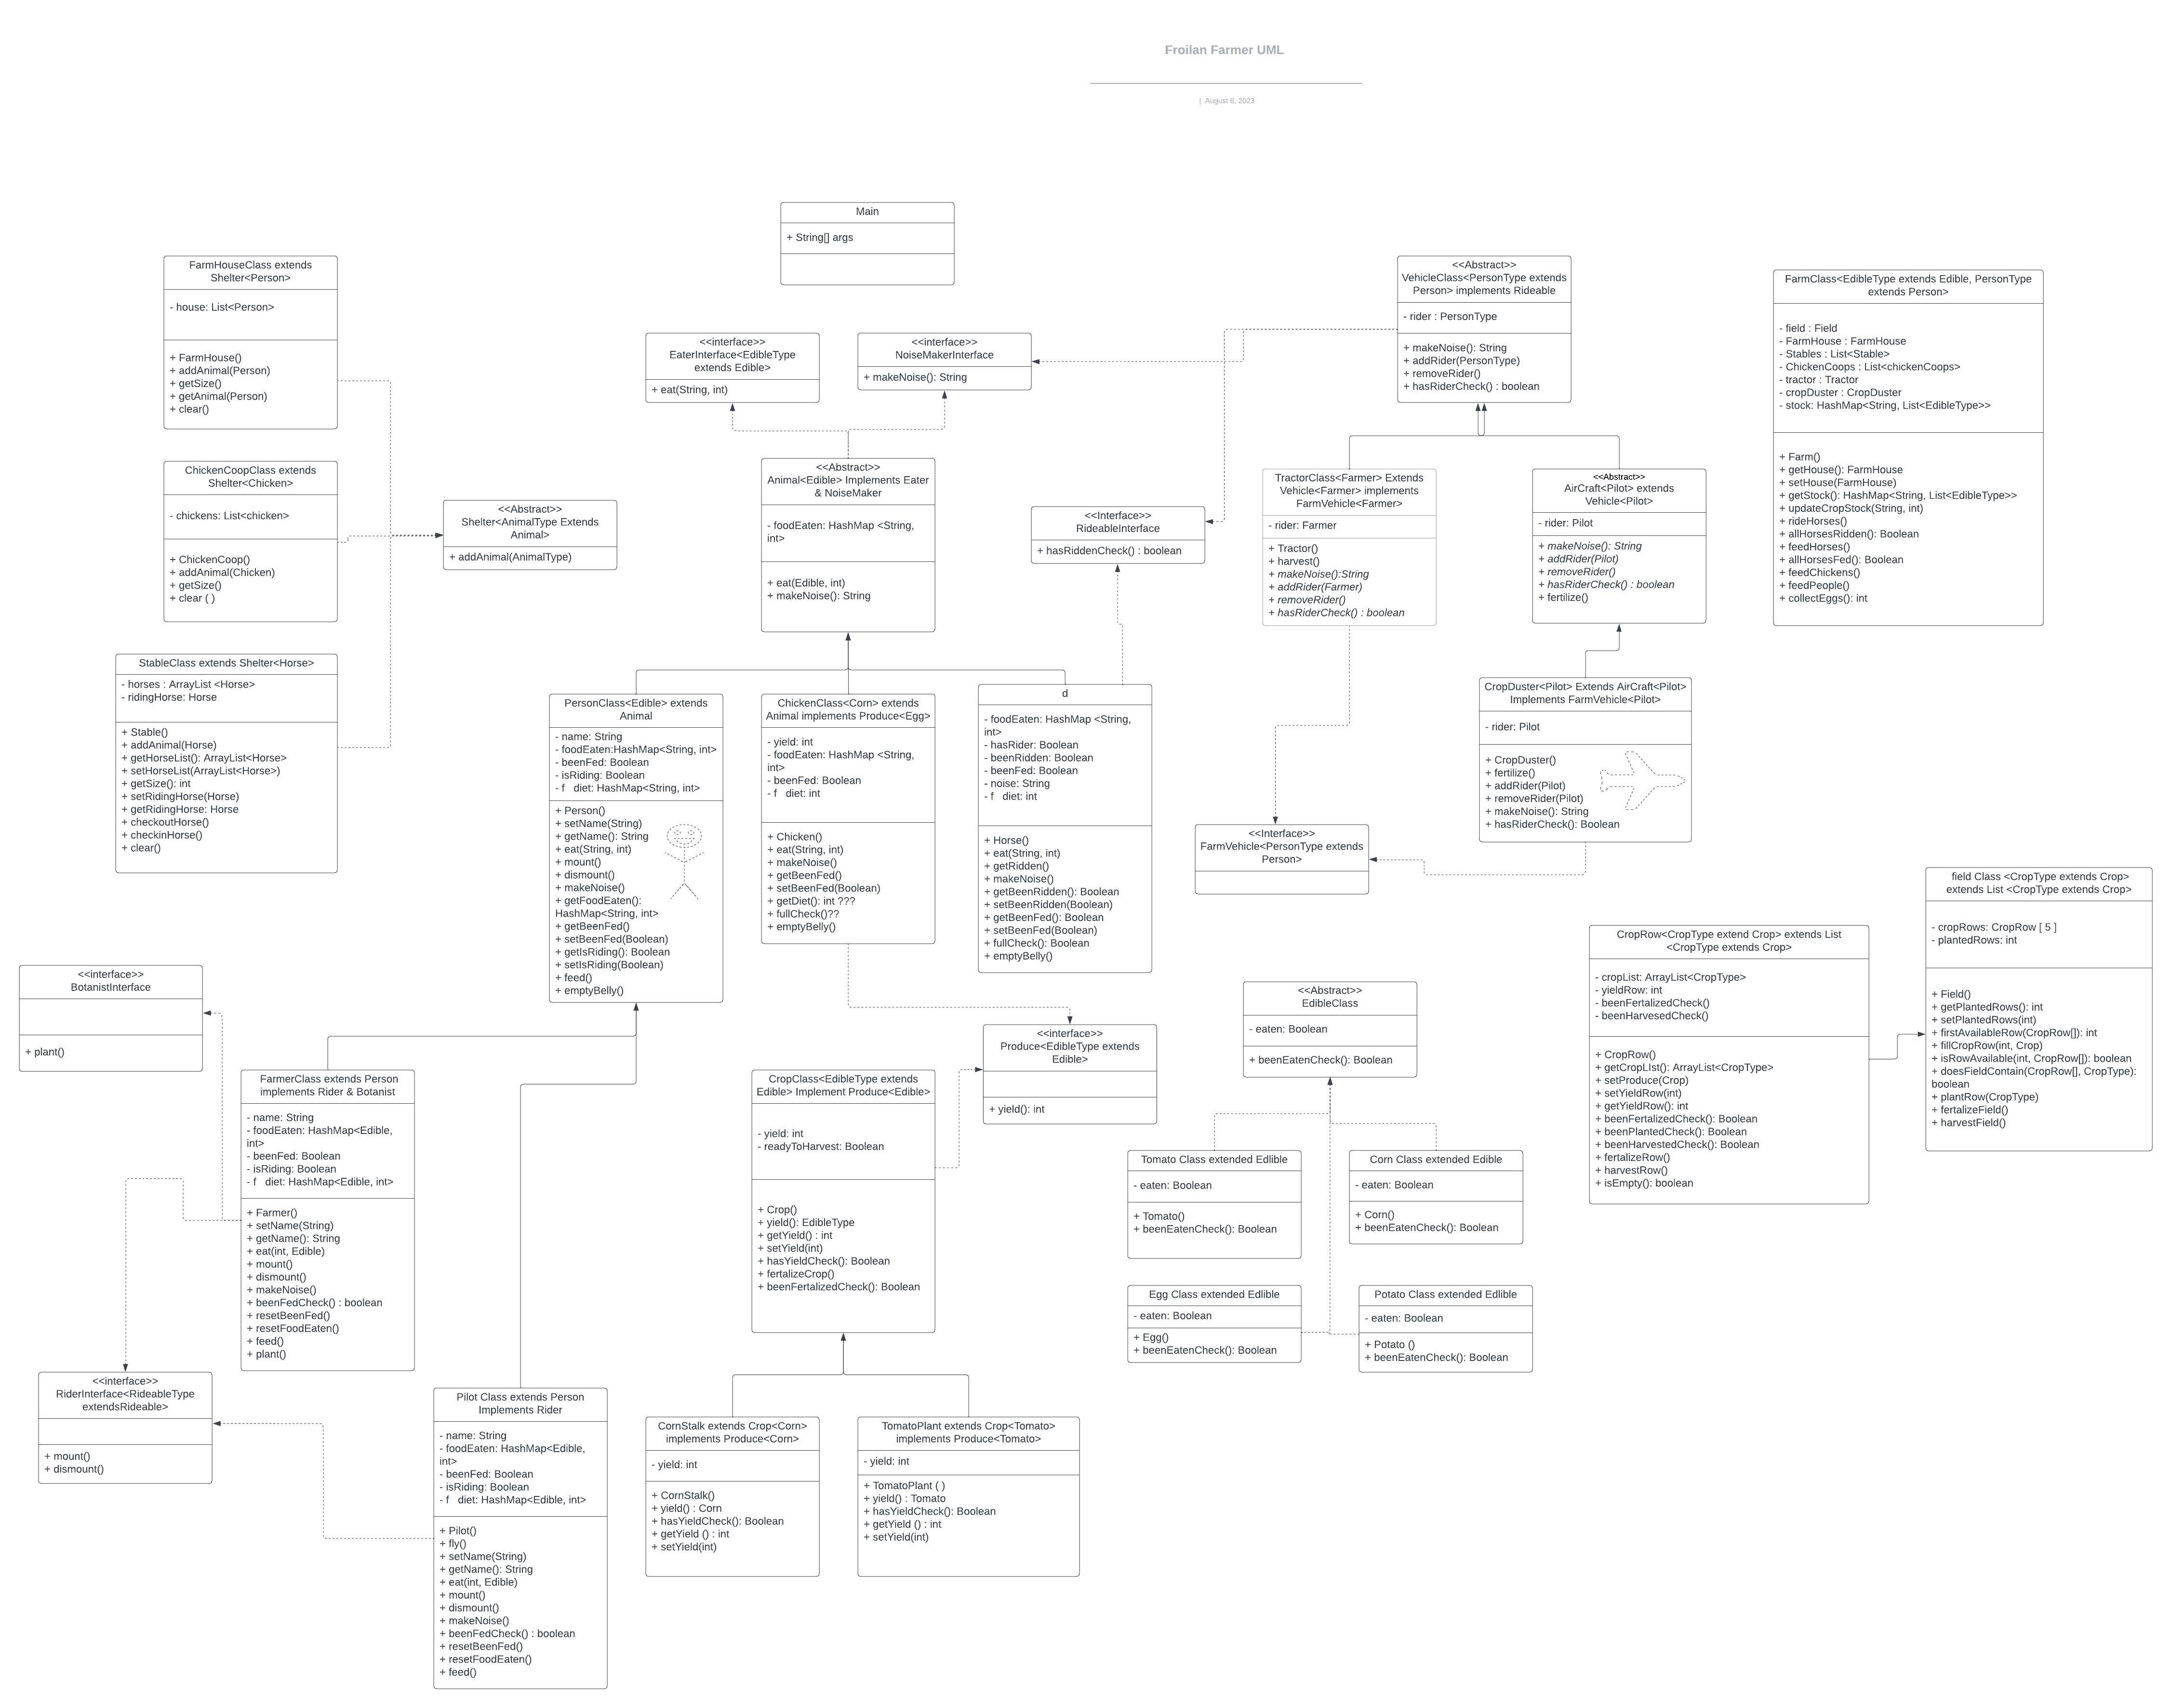 Froilan Farmer UML
| August 8, 2023
Main
+ String[] args
FarmHouseClass extends
Shelter<Person>
- house: List<Person>
+ FarmHouse()
+ addAnimal(Person)
+ getSize()
+ getAnimal(Person)
+ clear()
ChickenCoopClass extends
Shelter<Chicken>
- chickens: List<chicken>
+ ChickenCoop()
+ addAnimal(Chicken)
+ getSize()
+ clear ( )
StableClass extends Shelter<Horse>
- horses : ArrayList <Horse>
- ridingHorse: Horse
+ Stable()
+ addAnimal(Horse)
+ getHorseList(): ArrayList<Horse>
+ setHorseList(ArrayList<Horse>)
+ getSize(): int
+ setRidingHorse(Horse)
+ getRidingHorse: Horse
+ checkoutHorse()
+ checkinHorse()
+ clear()
<<Abstract>>
Shelter<AnimalType Extends
Animal>
+ addAnimal(AnimalType)
<<interface>>
EaterInterface<EdibleType
extends Edible>
+ eat(String, int)
<<interface>>
NoiseMakerInterface
+ makeNoise(): String
<<Abstract>>
Animal<Edible> Implements Eater
& NoiseMaker
- foodEaten: HashMap <String,
int>
+ eat(Edible, int)
+ makeNoise(): String
<<Interface>>
RideableInterface
+ hasRiddenCheck() : boolean
<<Abstract>>
VehicleClass<PersonType extends
Person> implements Rideable
- rider : PersonType
+ makeNoise(): String
+ addRider(PersonType)
+ removeRider()
+ hasRiderCheck() : boolean
TractorClass<Farmer> Extends
Vehicle<Farmer> implements
FarmVehicle<Farmer>
- rider: Farmer
+ Tractor()
+ harvest()
+ makeNoise():String
+ addRider(Farmer)
+ removeRider()
+ hasRiderCheck() : boolean
<<Abstract>>
AirCraft<Pilot> extends
Vehicle<Pilot>
- rider: Pilot
+ makeNoise(): String
+ addRider(Pilot)
+ removeRider()
+ hasRiderCheck() : boolean
+ fertilize()
FarmClass<EdibleType extends Edible, PersonType
extends Person>
- field : Field
- FarmHouse : FarmHouse
- Stables : List<Stable>
- ChickenCoops : List<chickenCoops>
- tractor : Tractor
- cropDuster : CropDuster
- stock: HashMap<String, List<EdibleType>>
+ Farm()
+ getHouse(): FarmHouse
+ setHouse(FarmHouse)
+ getStock(): HashMap<String, List<EdibleType>>
+ updateCropStock(String, int)
+ rideHorses()
+ allHorsesRidden(): Boolean
+ feedHorses()
+ allHorsesFed(): Boolean
+ feedChickens()
+ feedPeople()
+ collectEggs(): int
PersonClass<Edible> extends
Animal
- name: String
- foodEaten:HashMap<String, int>
- beenFed: Boolean
- isRiding: Boolean
- f diet: HashMap<String, int>
+ Person()
+ setName(String)
+ getName(): String
+ eat(String, int)
+ mount()
+ dismount()
+ makeNoise()
+ getFoodEaten():
HashMap<String, int>
+ getBeenFed()
+ setBeenFed(Boolean)
+ getIsRiding(): Boolean
+ setIsRiding(Boolean)
+ feed()
+ emptyBelly()
ChickenClass<Corn> extends
Animal implements Produce<Egg>
- yield: int
- foodEaten: HashMap <String,
int>
- beenFed: Boolean
- f diet: int
+ Chicken()
+ eat(String, int)
+ makeNoise()
+ getBeenFed()
+ setBeenFed(Boolean)
+ getDiet(): int ???
+ fullCheck()??
+ emptyBelly()
d
- foodEaten: HashMap <String,
int>
- hasRider: Boolean
- beenRidden: Boolean
- beenFed: Boolean
- noise: String
- f diet: int
+ Horse()
+ eat(String, int)
+ getRidden()
+ makeNoise()
+ getBeenRidden(): Boolean
+ setBeenRidden(Boolean)
+ getBeenFed(): Boolean
+ setBeenFed(Boolean)
+ fullCheck(): Boolean
+ emptyBelly()
CropDuster<Pilot> Extends AirCraft<Pilot>
Implements FarmVehicle<Pilot>
- rider: Pilot
+ CropDuster()
+ fertilize()
+ addRider(Pilot)
+ removeRider(Pilot)
+ makeNoise(): String
+ hasRiderCheck(): Boolean
<<Interface>>
FarmVehicle<PersonType extends
Person>
field Class <CropType extends Crop>
extends List <CropType extends Crop>
- cropRows: CropRow [ 5 ]
- plantedRows: int
+ Field()
+ getPlantedRows(): int
+ setPlantedRows(int)
+ firstAvailableRow(CropRow[]): int
+ fillCropRow(int, Crop)
+ isRowAvailable(int, CropRow[]): boolean
+ doesFieldContain(CropRow[], CropType):
boolean
+ plantRow(CropType)
+ fertalizeField()
+ harvestField()
CropRow<CropType extend Crop> extends List
<CropType extends Crop>
- cropList: ArrayList<CropType>
- yieldRow: int
- beenFertalizedCheck()
- beenHarvesedCheck()
+ CropRow()
+ getCropLIst(): ArrayList<CropType>
+ setProduce(Crop)
+ setYieldRow(int)
+ getYieldRow(): int
+ beenFertalizedCheck(): Boolean
+ beenPlantedCheck(): Boolean
+ beenHarvestedCheck(): Boolean
+ fertalizeRow()
+ harvestRow()
+ isEmpty(): boolean
<<interface>>
BotanistInterface
+ plant()
FarmerClass extends Person
implements Rider & Botanist
- name: String
- foodEaten: HashMap<Edible,
int>
- beenFed: Boolean
- isRiding: Boolean
- f diet: HashMap<Edible, int>
+ Farmer()
+ setName(String)
+ getName(): String
+ eat(int, Edible)
+ mount()
+ dismount()
+ makeNoise()
+ beenFedCheck() : boolean
+ resetBeenFed()
+ resetFoodEaten()
+ feed()
+ plant()
<<interface>>
RiderInterface<RideableType
extendsRideable>
+ mount()
+ dismount()
Pilot Class extends Person
Implements Rider
- name: String
- foodEaten: HashMap<Edible,
int>
- beenFed: Boolean
- isRiding: Boolean
- f diet: HashMap<Edible, int>
+ Pilot()
+ fly()
+ setName(String)
+ getName(): String
+ eat(int, Edible)
+ mount()
+ dismount()
+ makeNoise()
+ beenFedCheck() : boolean
+ resetBeenFed()
+ resetFoodEaten()
+ feed()
<<interface>>
Produce<EdibleType extends
Edible>
+ yield(): int
CropClass<EdibleType extends
Edible> Implement Produce<Edible>
- yield: int
- readyToHarvest: Boolean
+ Crop()
+ yield(): EdibleType
+ getYield() : int
+ setYield(int)
+ hasYieldCheck(): Boolean
+ fertalizeCrop()
+ beenFertalizedCheck(): Boolean
CornStalk extends Crop<Corn>
implements Produce<Corn>
- yield: int
+ CornStalk()
+ yield() : Corn
+ hasYieldCheck(): Boolean
+ getYield () : int
+ setYield(int)
TomatoPlant extends Crop<Tomato>
implements Produce<Tomato>
- yield: int
+ TomatoPlant ( )
+ yield() : Tomato
+ hasYieldCheck(): Boolean
+ getYield () : int
+ setYield(int)
<<Abstract>>
EdibleClass
- eaten: Boolean
+ beenEatenCheck(): Boolean
Tomato Class extended Edlible
- eaten: Boolean
+ Tomato()
+ beenEatenCheck(): Boolean
Corn Class extended Edible
- eaten: Boolean
+ Corn()
+ beenEatenCheck(): Boolean
Egg Class extended Edlible
- eaten: Boolean
+ Egg()
+ beenEatenCheck(): Boolean
Potato Class extended Edlible
- eaten: Boolean
+ Potato ()
+ beenEatenCheck(): Boolean